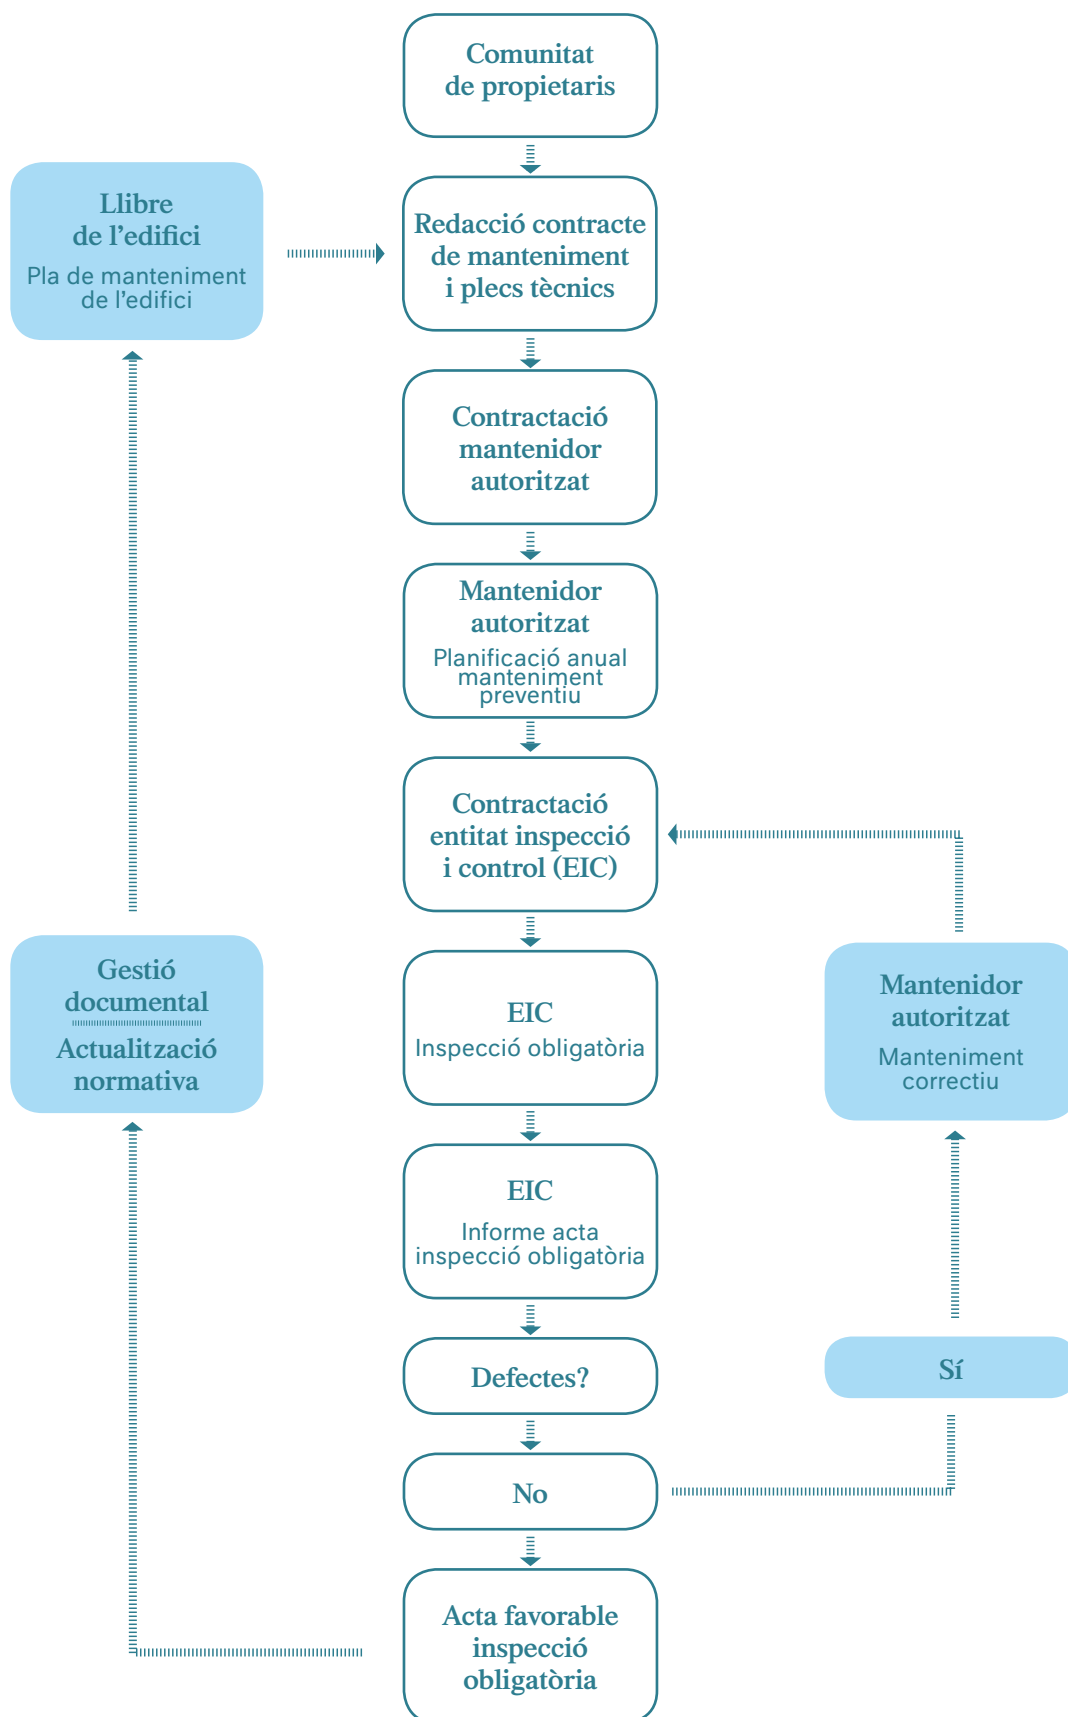 Comunitat
de propietaris
Llibre
de l’edifici
Pla de manteniment
de l’edifici
Redacció contracte
de manteniment
i plecs tècnics
Contractació
mantenidor
autoritzat
Mantenidor
autoritzat
Planificació anual
manteniment
preventiu
Contractació
entitat inspecció
i control (EIC)
Gestió
documental
Actualització
normativa
EIC
Inspecció obligatòria
Mantenidor
autoritzat
Manteniment
correctiu
EIC
Informe acta
inspecció obligatòria
Defectes?
Sí
No
Acta favorable
inspecció
obligatòria